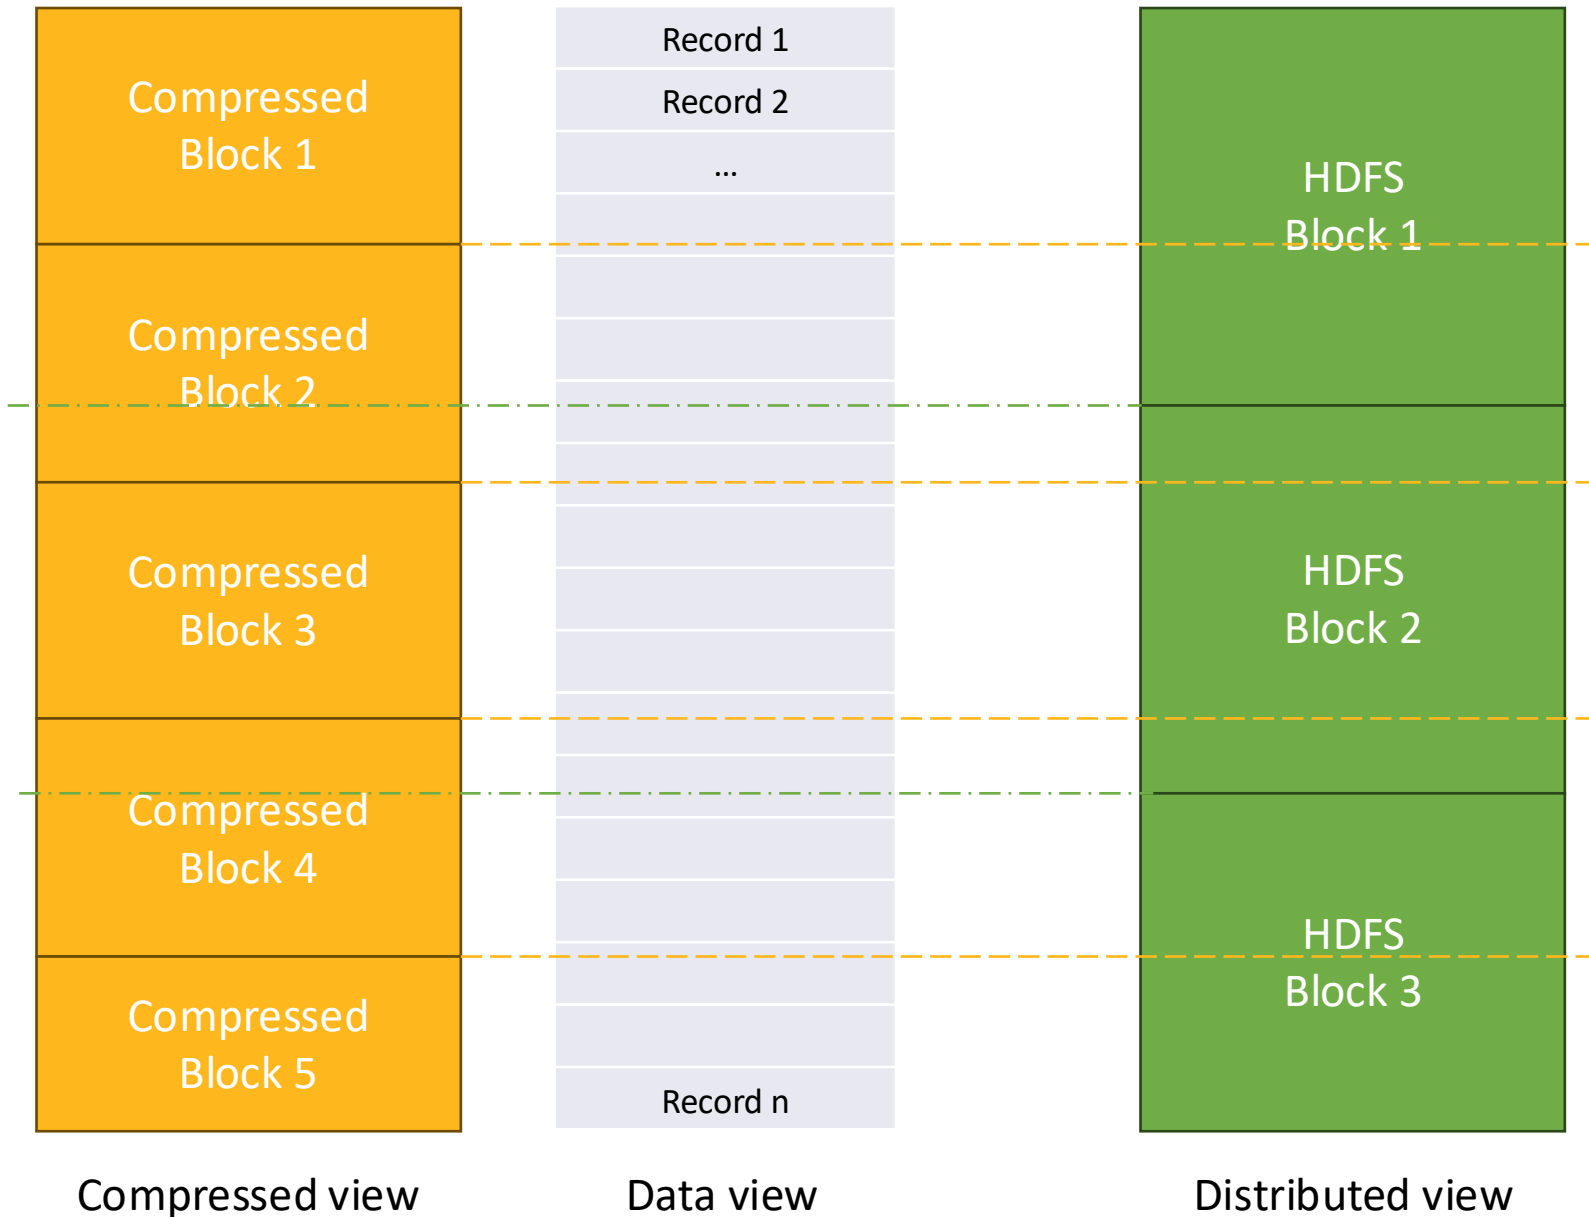 Compressed
Block 1
Compressed
Block 2
Compressed
Block 3
Compressed
Block 4
Compressed
Block 5
Compressed view
Record 1
Record 2
...
Record n
Data view
HDFS
Block 1
HDFS
Block 2
HDFS
Block 3
Distributed view